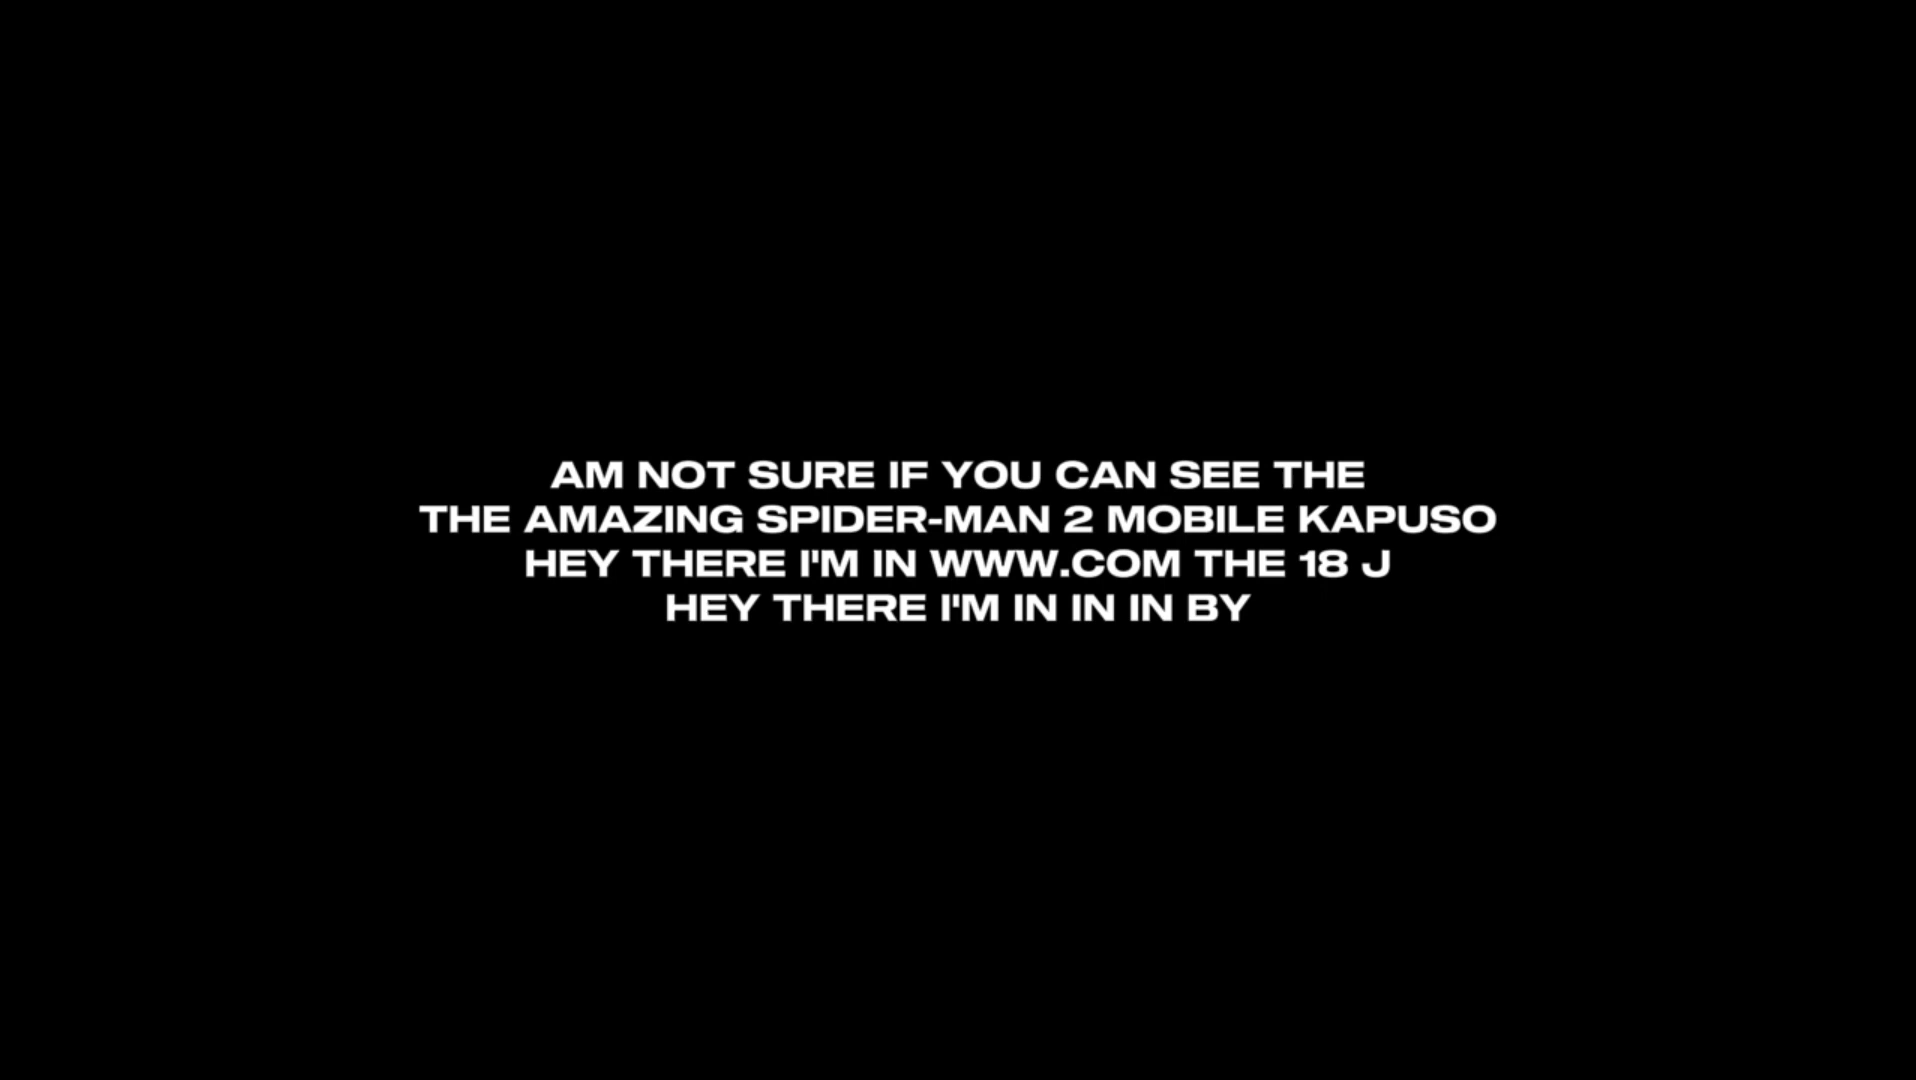 AM NOT SURE IF YOU CAN SEE THE
THE AMAZING SPIDER-MAN 2 MOBILE KAPUSO
HEY THERE I'M IN WWW.COM THE 18 J
HEY THERE I'M IN IN IN BY